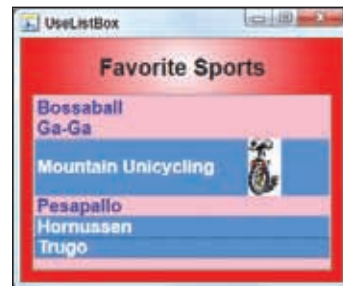 UseListBox
Favorite Sports
Bossaball
Ga-Ga
Mountain Unicycling
Pesapallo
Hornussen
Trugo